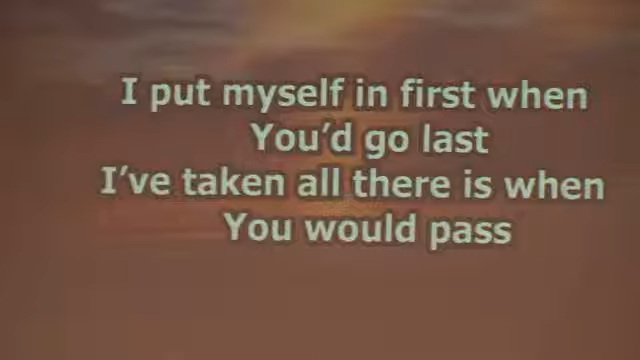 I put myself in first when
You'd go last
I've taken all there is when
You would pass